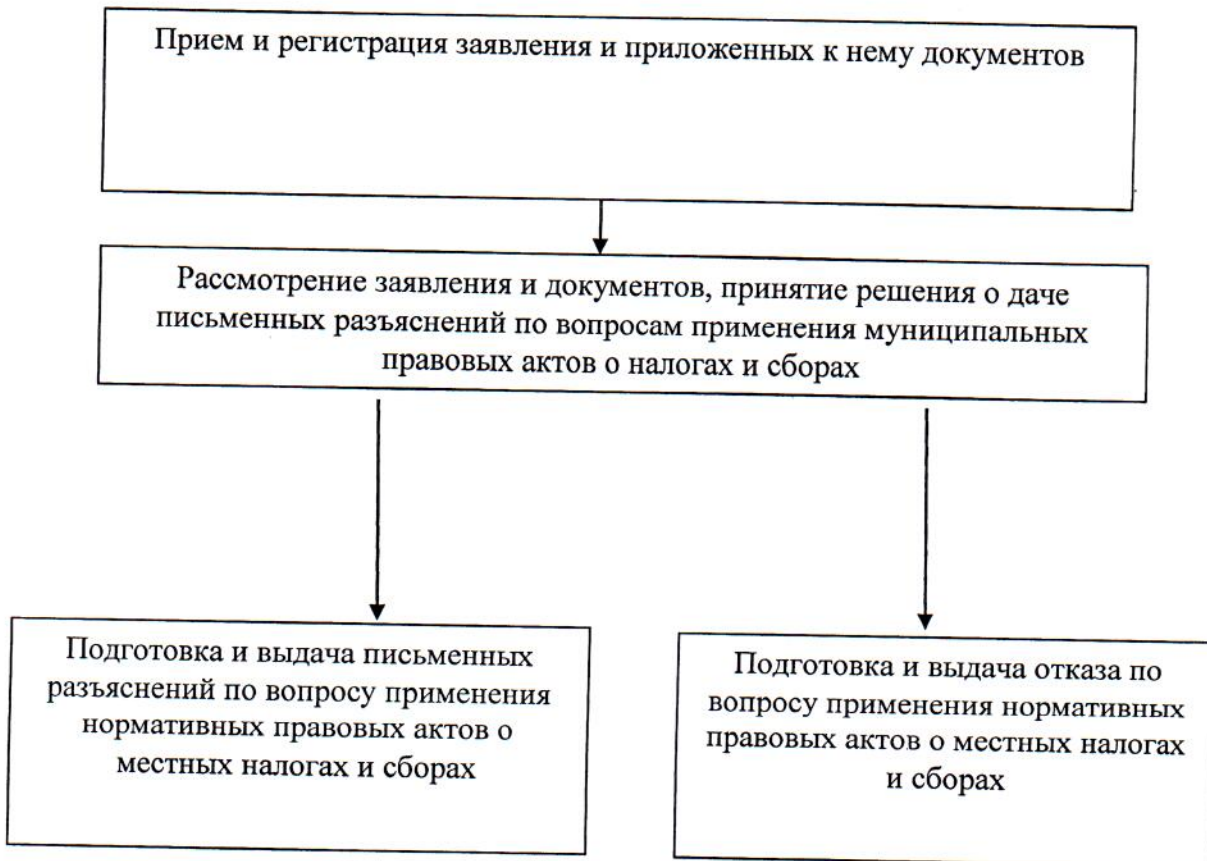 Прием и регистрация заявления и приложенных к нему документов
Рассмотрение заявления и документов, принятие решения о даче
письменных разъяснений по вопросам применения муниципальных
правовых актов о налогах и сборах
Подготовка и выдача письменных
разъяснений по вопросу применения
нормативных правовых актов о
местных налогах и сборах
Подготовка и выдача отказа по
вопросу применения нормативных
правовых актов о местных налогах
и сборах